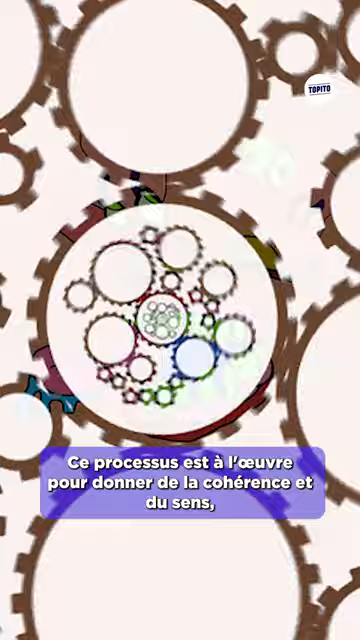 TOPITO
Ce processus est à l'œuvre
pour donner de la cohérence et
du sens,